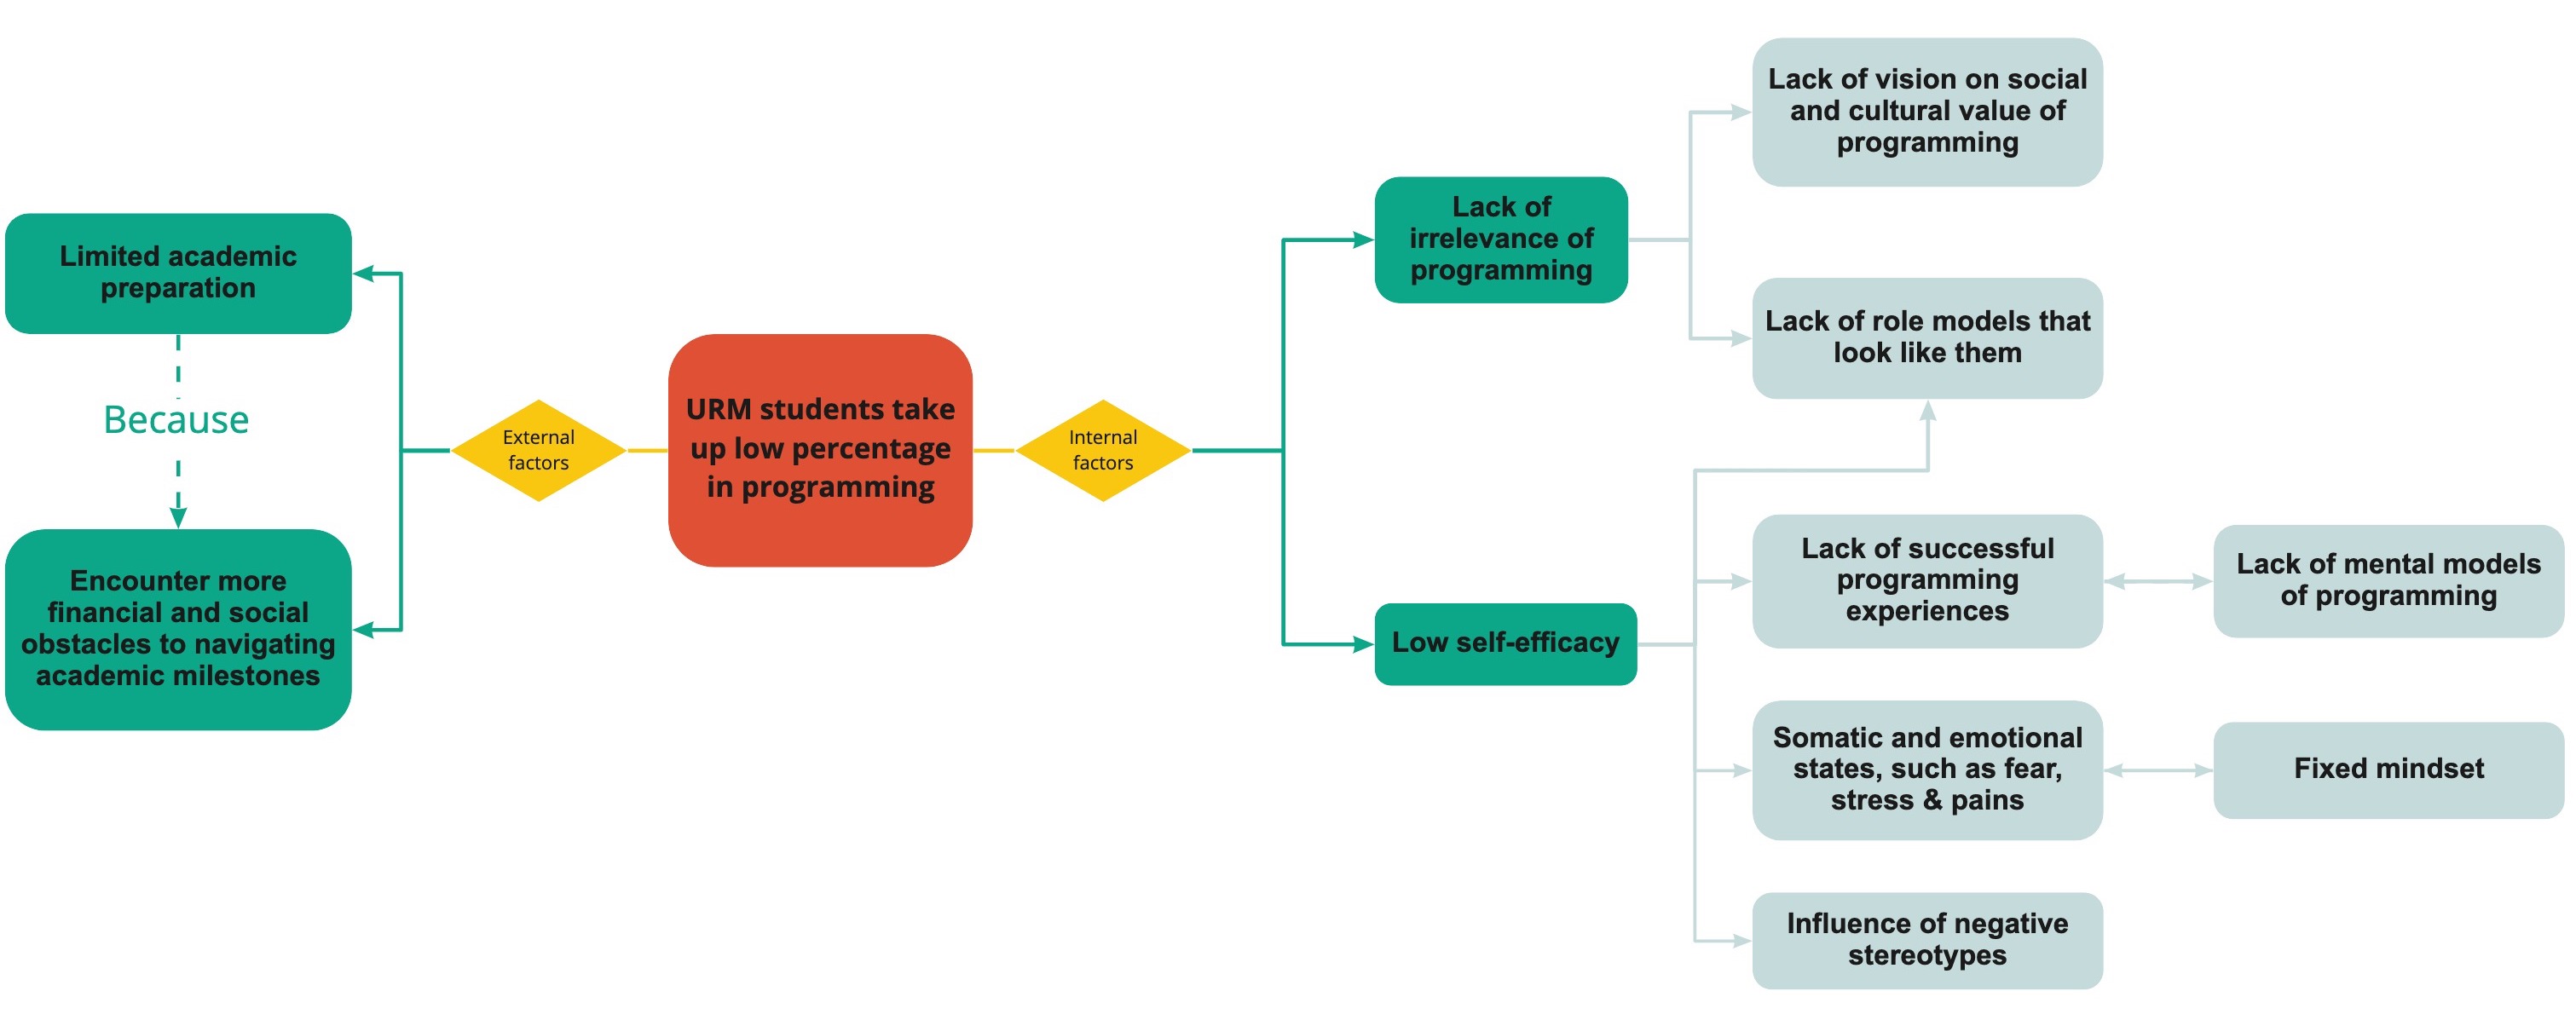 Limited academic
preparation
Because
Encounter more
financial and social
obstacles to navigating
academic milestones
External
factors
URM students take
up low percentage
in programming
Internal
factors
Lack of
irrelevance of
programming
Low self-efficacy
Lack of vision on social
and cultural value of
programming
Lack of role models that
look like them
Lack of successful
programming
experiences
Lack of mental models
of programming
Somatic and emotional
states, such as fear,
stress & pains
Fixed mindset
Influence of negative
stereotypes